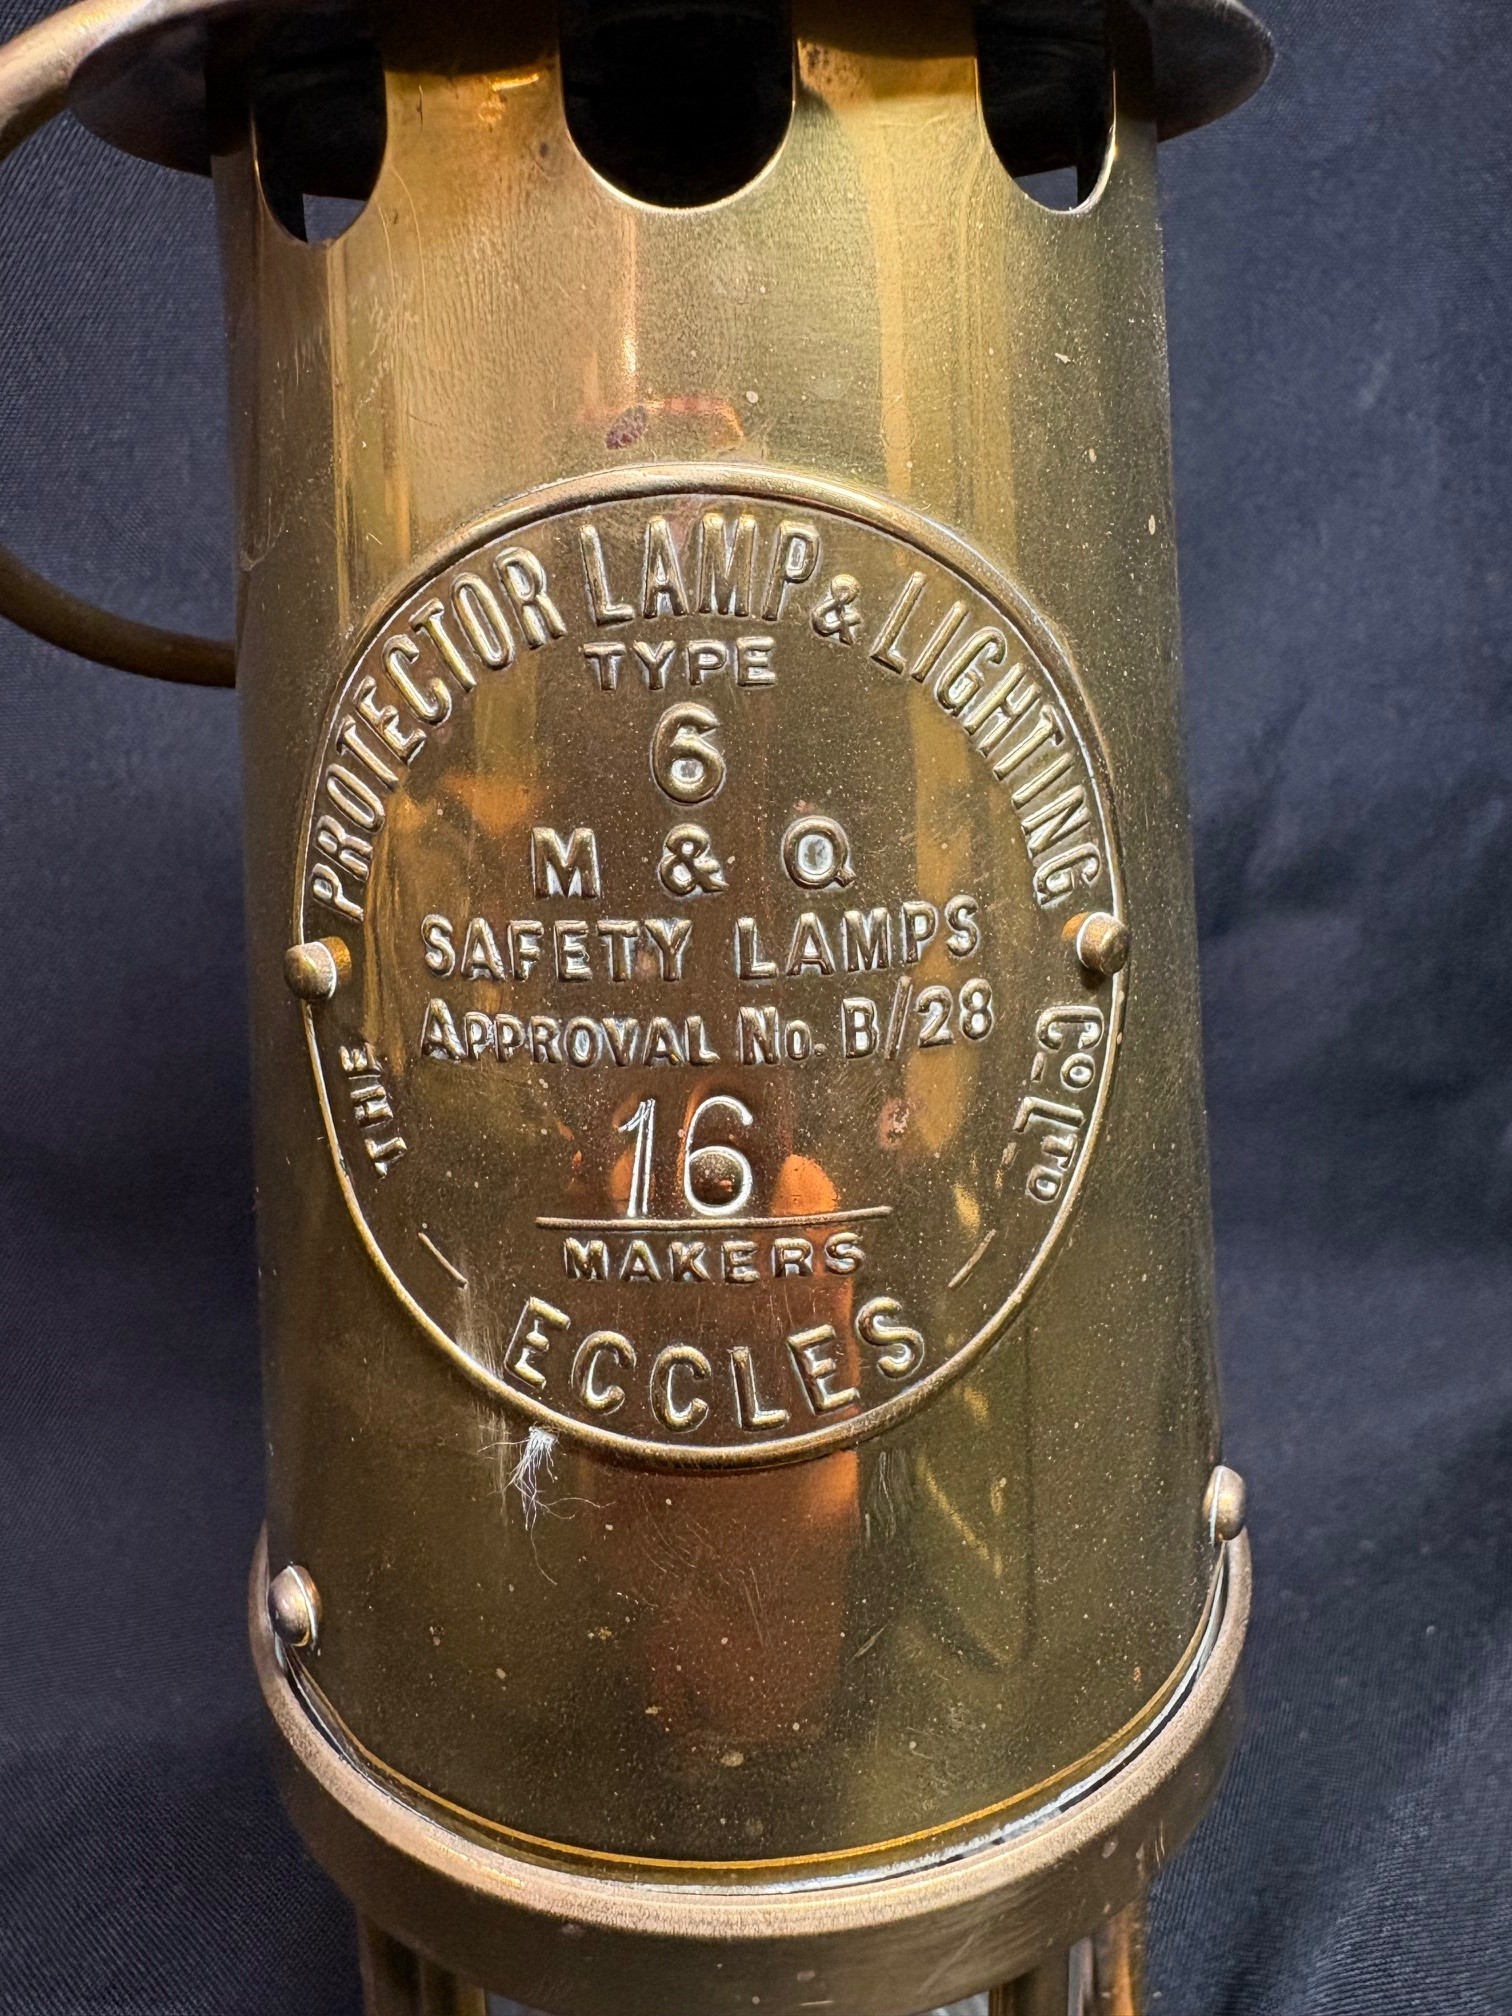 THE PROTECTOR LAMP & LIGHTING Co LTD
TYPE
6
M & Q
SAFETY LAMPS
APPROVAL No. B/28
16
MAKERS
ECCLES